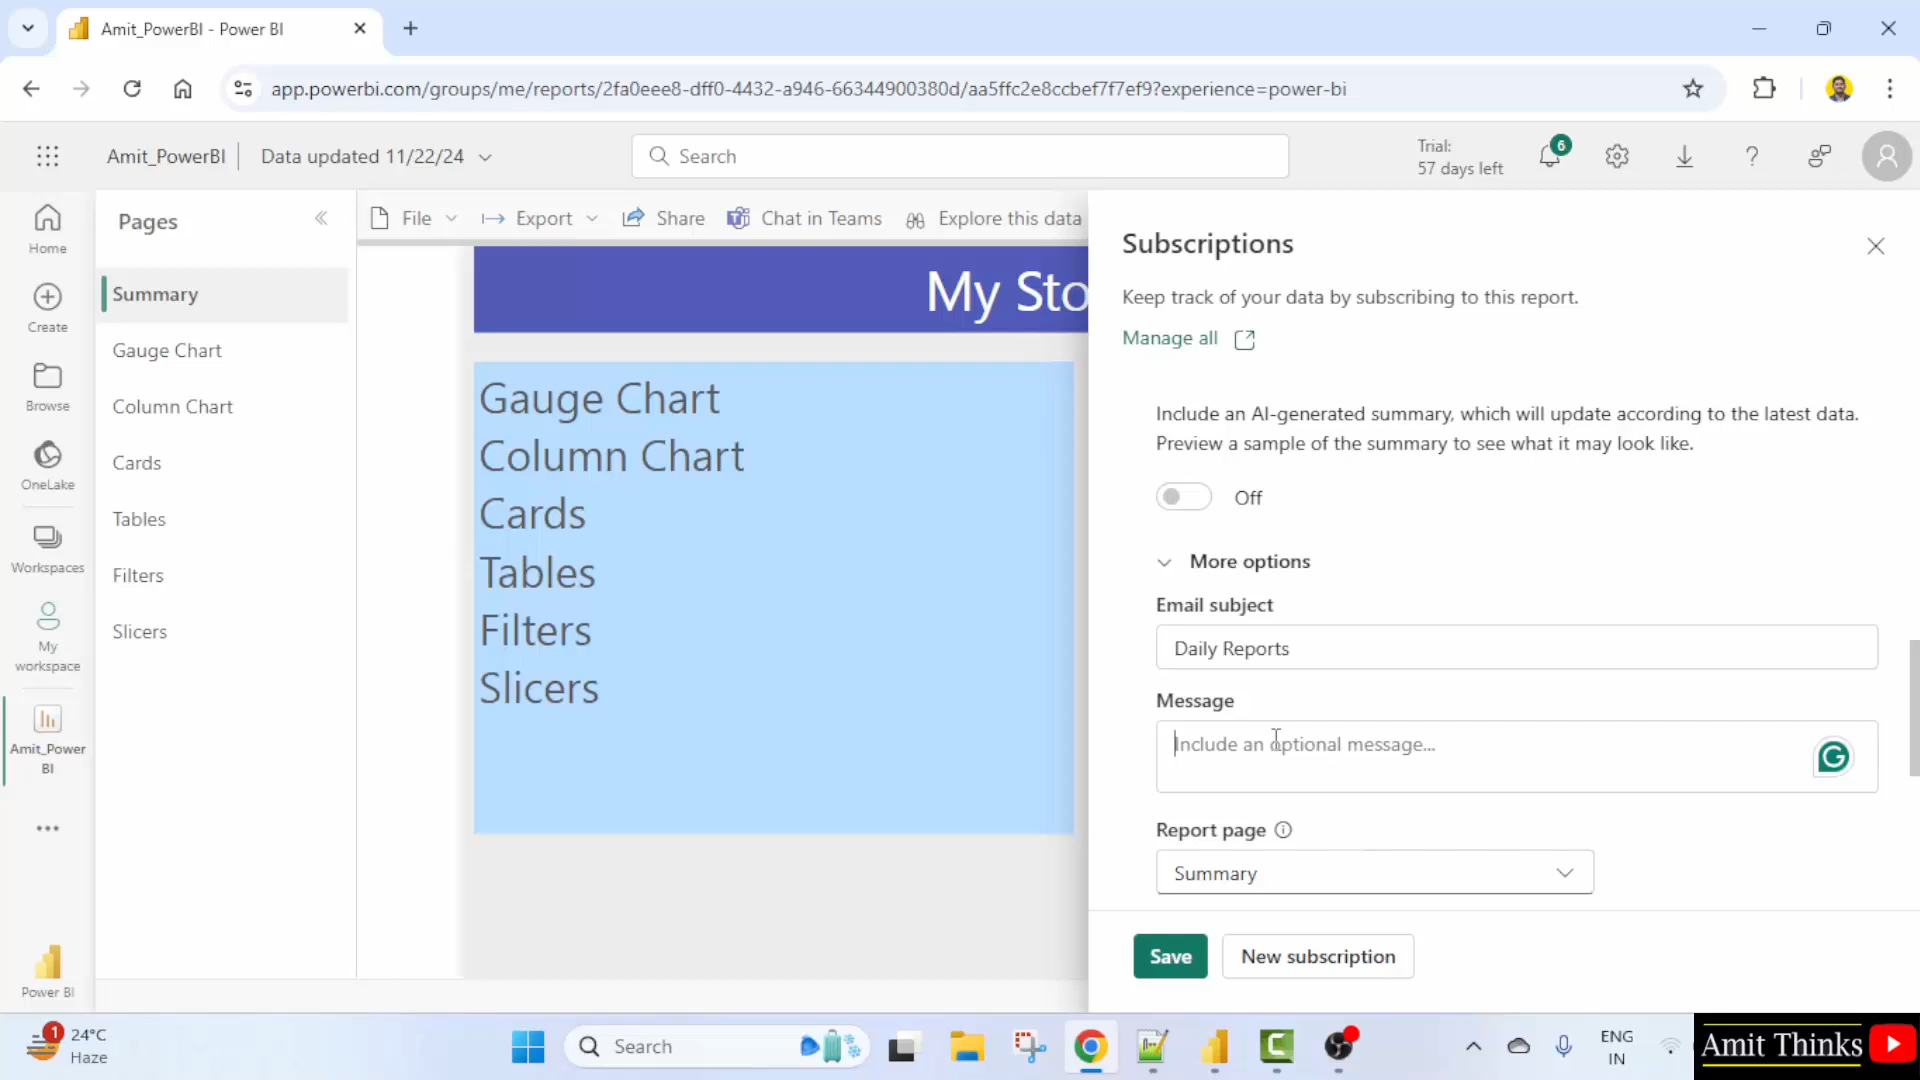 Amit_PowerBI - Power BI
app.powerbi.com/groups/me/reports/2fa0eee8-dff0-4432-a946-66344900380d/aa5ffc2e8ccbef7f7ef9?experience=power-bi
Amit_PowerBI
Data updated 11/22/24
Search
Trial:
57 days left
6
Home
Create
Browse
OneLake
Workspaces
My
workspace
Amit_Power
BI
Power BI
Pages
Summary
Gauge Chart
Column Chart
Cards
Tables
Filters
Slicers
File
Export
Share
Chat in Teams
Explore this data
My Sto
Gauge Chart
Column Chart
Cards
Tables
Filters
Slicers
Subscriptions
Keep track of your data by subscribing to this report.
Manage all
Include an AI-generated summary, which will update according to the latest data.
Preview a sample of the summary to see what it may look like.
Off
More options
Email subject
Daily Reports
Message
Include an optional message...
Report page
Summary
Save
New subscription
1
24°C
Haze
Search
ENG
IN
Amit Thinks